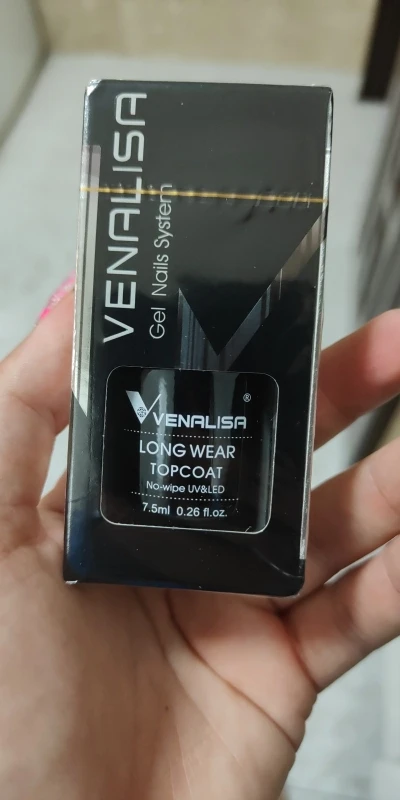 VENALISA
Gel Nails System
VENALISA®
LONG WEAR
TOPCOAT
No-wipe UV&LED
7.5ml 0.26 fl.oz.